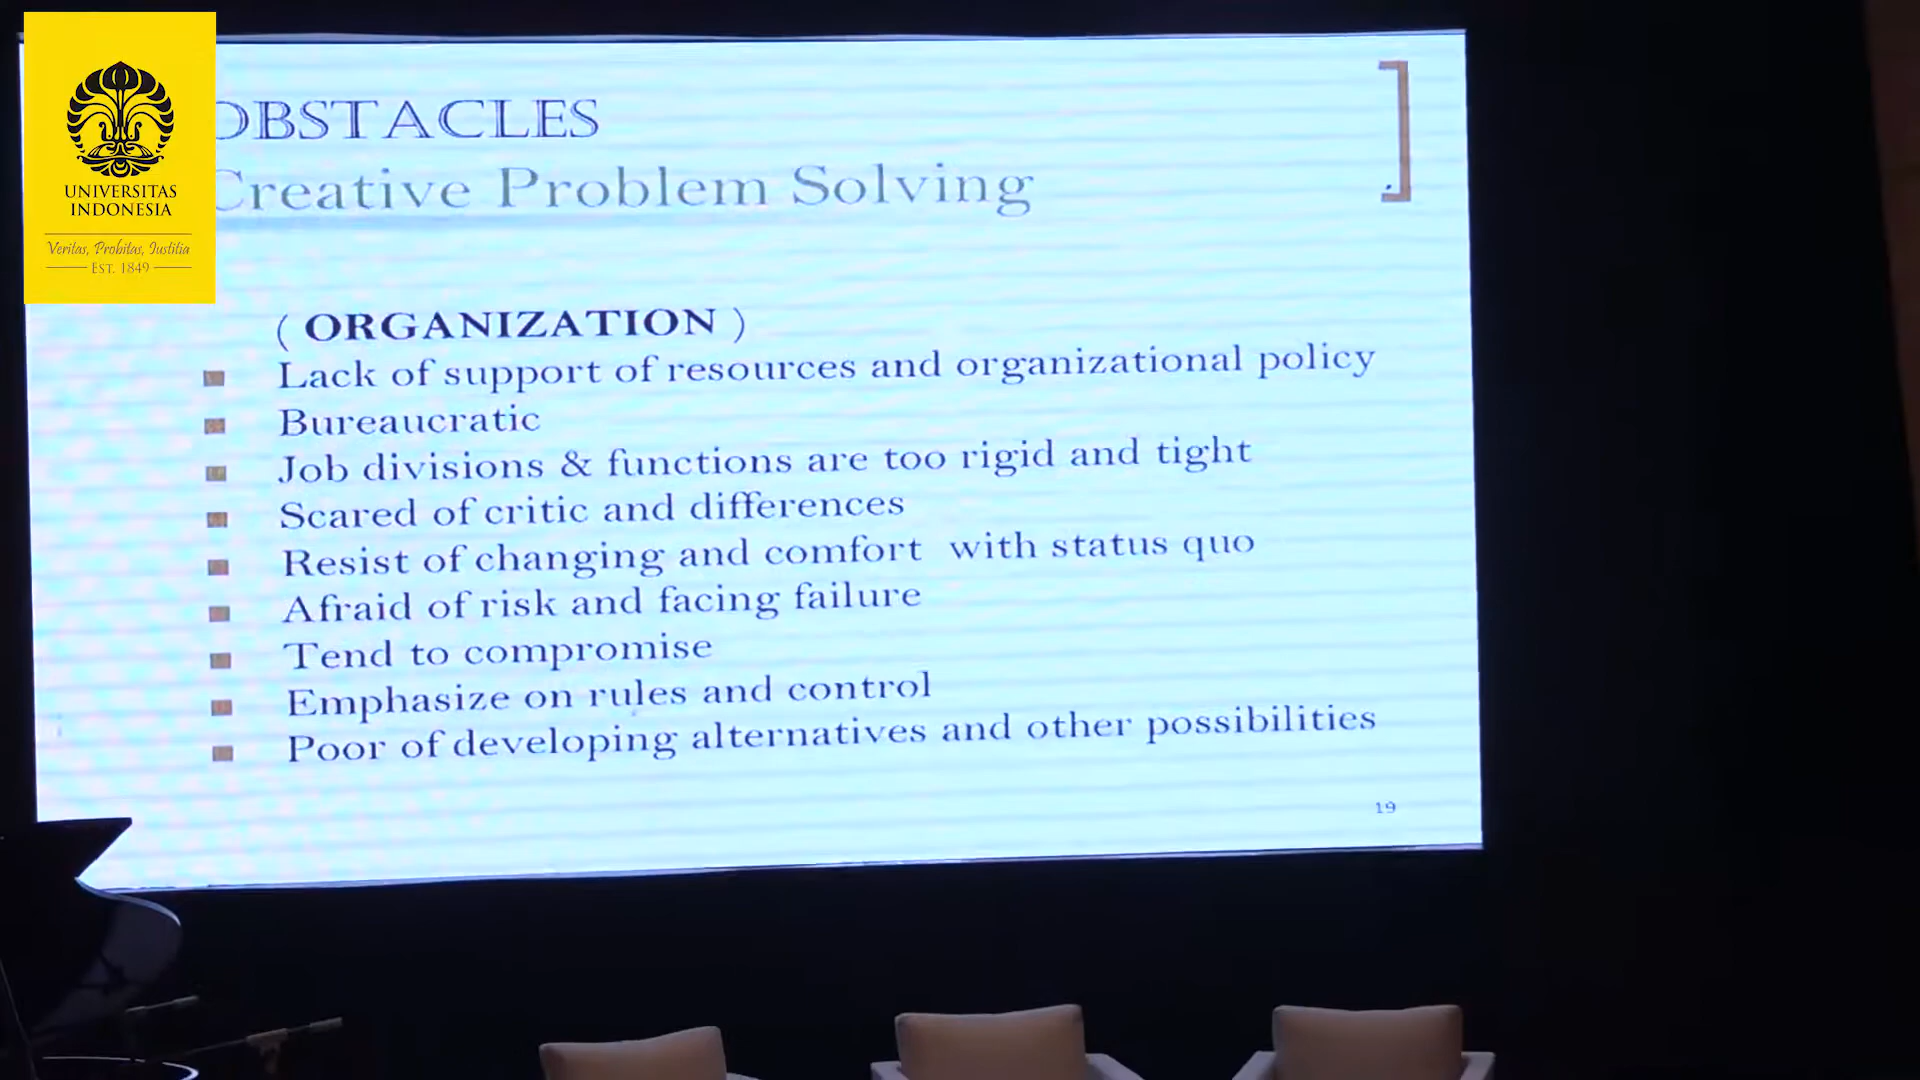 UNIVERSITAS
INDONESIA
Veritas, Probitas, Iustitia
EST. 1849
OBSTACLES
Creative Problem Solving
( ORGANIZATION )
Lack of support of resources and organizational policy
Bureaucratic
Job divisions & functions are too rigid and tight
Scared of critic and differences
Resist of changing and comfort with status quo
Afraid of risk and facing failure
Tend to compromise
Emphasize on rules and control
Poor of developing alternatives and other possibilities
19